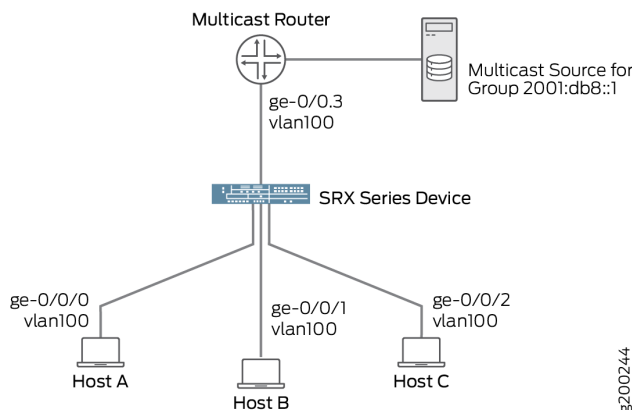 Multicast Router
Multicast Source for
Group 2001:db8::1
ge-0/0.3
vlan100
SRX Series Device
ge-0/0/0
vlan100
ge-0/0/1
vlan100
ge-0/0/2
vlan100
Host A
Host B
Host C
g200244